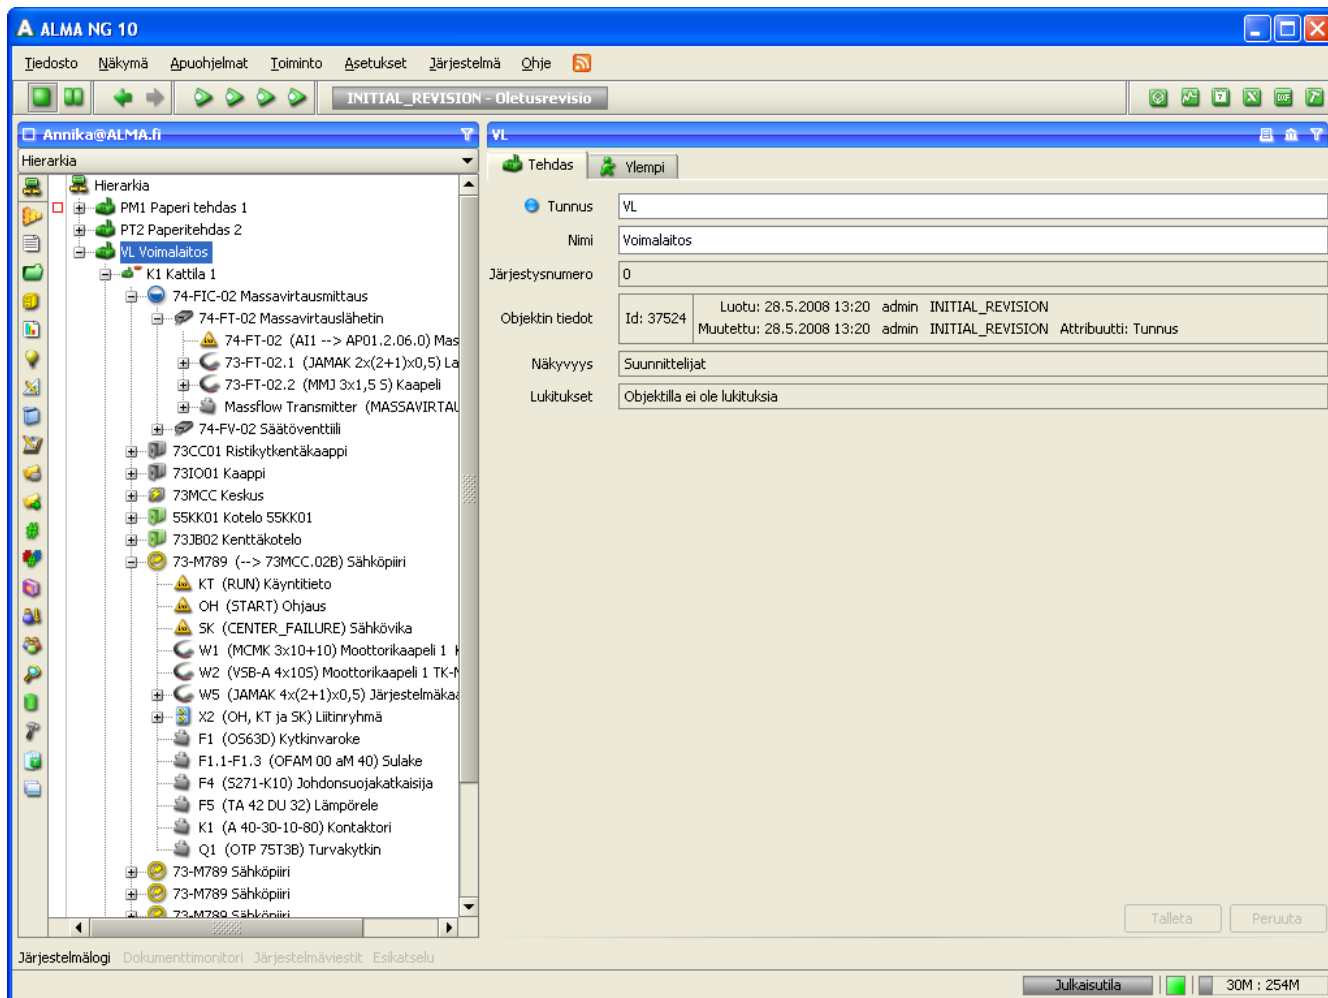 ALMA NG 10
Tiedosto Näkymä Apuohjelmat Toiminto Asetukset Järjestelmä Ohje
INITIAL_REVISION - Oletusrevisio
Annika@ALMA.fi
Hierarkia
Hierarkia
PM1 Paperi tehdas 1
PT2 Paperitehdas 2
VL Voimalaitos
K1 Kattila 1
74-FIC-02 Massavirtausmittaus
74-FT-02 Massavirtauslähetin
74-FT-02 (AI1 --> AP01.2.06.0) Mas
73-FT-02.1 (JAMAK 2x(2+1)x0,5) La
73-FT-02.2 (MMJ 3x1,5 S) Kaapeli
Massflow Transmitter (MASSAVIRTAU
74-FV-02 Säätöventtiili
73CC01 Ristikytkentäkaappi
73IO01 Kaappi
73MCC Keskus
55KK01 Kotelo 55KK01
73JB02 Kenttäkotelo
73-M789 (--> 73MCC.02B) Sähköpiiri
KT (RUN) Käyntitieto
OH (START) Ohjaus
SK (CENTER_FAILURE) Sähkövika
W1 (MCMK 3x10+10) Moottorikaapeli 1
W2 (VSB-A 4x10S) Moottorikaapeli 1 TK-M
W5 (JAMAK 4x(2+1)x0,5) Järjestelmäkaa
X2 (OH, KT ja SK) Liitinryhmä
F1 (OS63D) Kytkinvaroke
F1.1-F1.3 (OFAM 00 aM 40) Sulake
F4 (S271-K10) Johdonsuojakatkaisija
F5 (TA 42 DU 32) Lämpörele
K1 (A 40-30-10-80) Kontaktori
Q1 (OTP 75T3B) Turvakytkin
73-M789 Sähköpiiri
73-M789 Sähköpiiri
73-M789 Sähköpiiri
VL
Tehdas Ylempi
Tunnus VL
Nimi Voimalaitos
Järjestysnumero 0
Objektin tiedot Id: 37524
Luotu: 28.5.2008 13:20 admin INITIAL_REVISION
Muutettu: 28.5.2008 13:20 admin INITIAL_REVISION Attribuutti: Tunnus
Näkyvyys Suunnittelijat
Lukitukset Objektilla ei ole lukituksia
Talleta Peruuta
Järjestelmälogi Dokumenttimonitori Järjestelmäviestit Esikatselu
Julkaisutila 30M : 254M